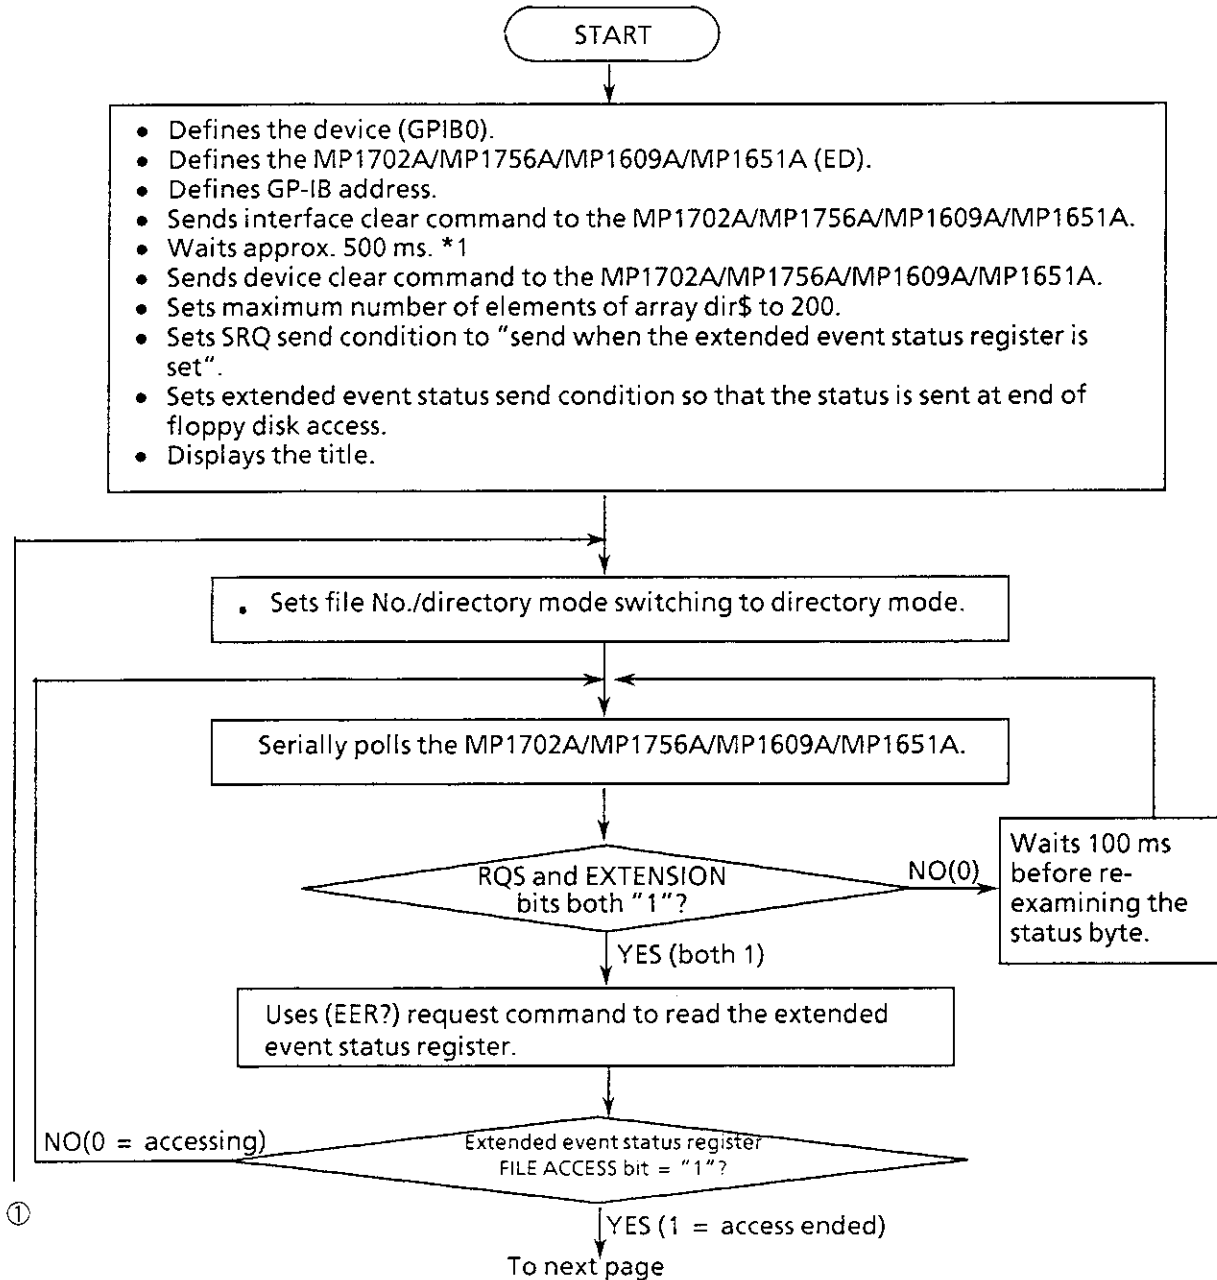 START
• Defines the device (GPIB0).
• Defines the MP1702A/MP1756A/MP1609A/MP1651A (ED).
• Defines GP-IB address.
• Sends interface clear command to the MP1702A/MP1756A/MP1609A/MP1651A.
• Waits approx. 500 ms. *1
• Sends device clear command to the MP1702A/MP1756A/MP1609A/MP1651A.
• Sets maximum number of elements of array dir$ to 200.
• Sets SRQ send condition to "send when the extended event status register is
set".
• Sets extended event status send condition so that the status is sent at end of
floppy disk access.
• Displays the title.
• Sets file No./directory mode switching to directory mode.
Serially polls the MP1702A/MP1756A/MP1609A/MP1651A.
RQS and EXTENSION
bits both "1"?
NO(0)
Waits 100 ms
before re-
examining the
status byte.
YES (both 1)
Uses (EER?) request command to read the extended
event status register.
NO(0 = accessing)
Extended event status register
FILE ACCESS bit = "1"?
①
YES (1 = access ended)
To next page